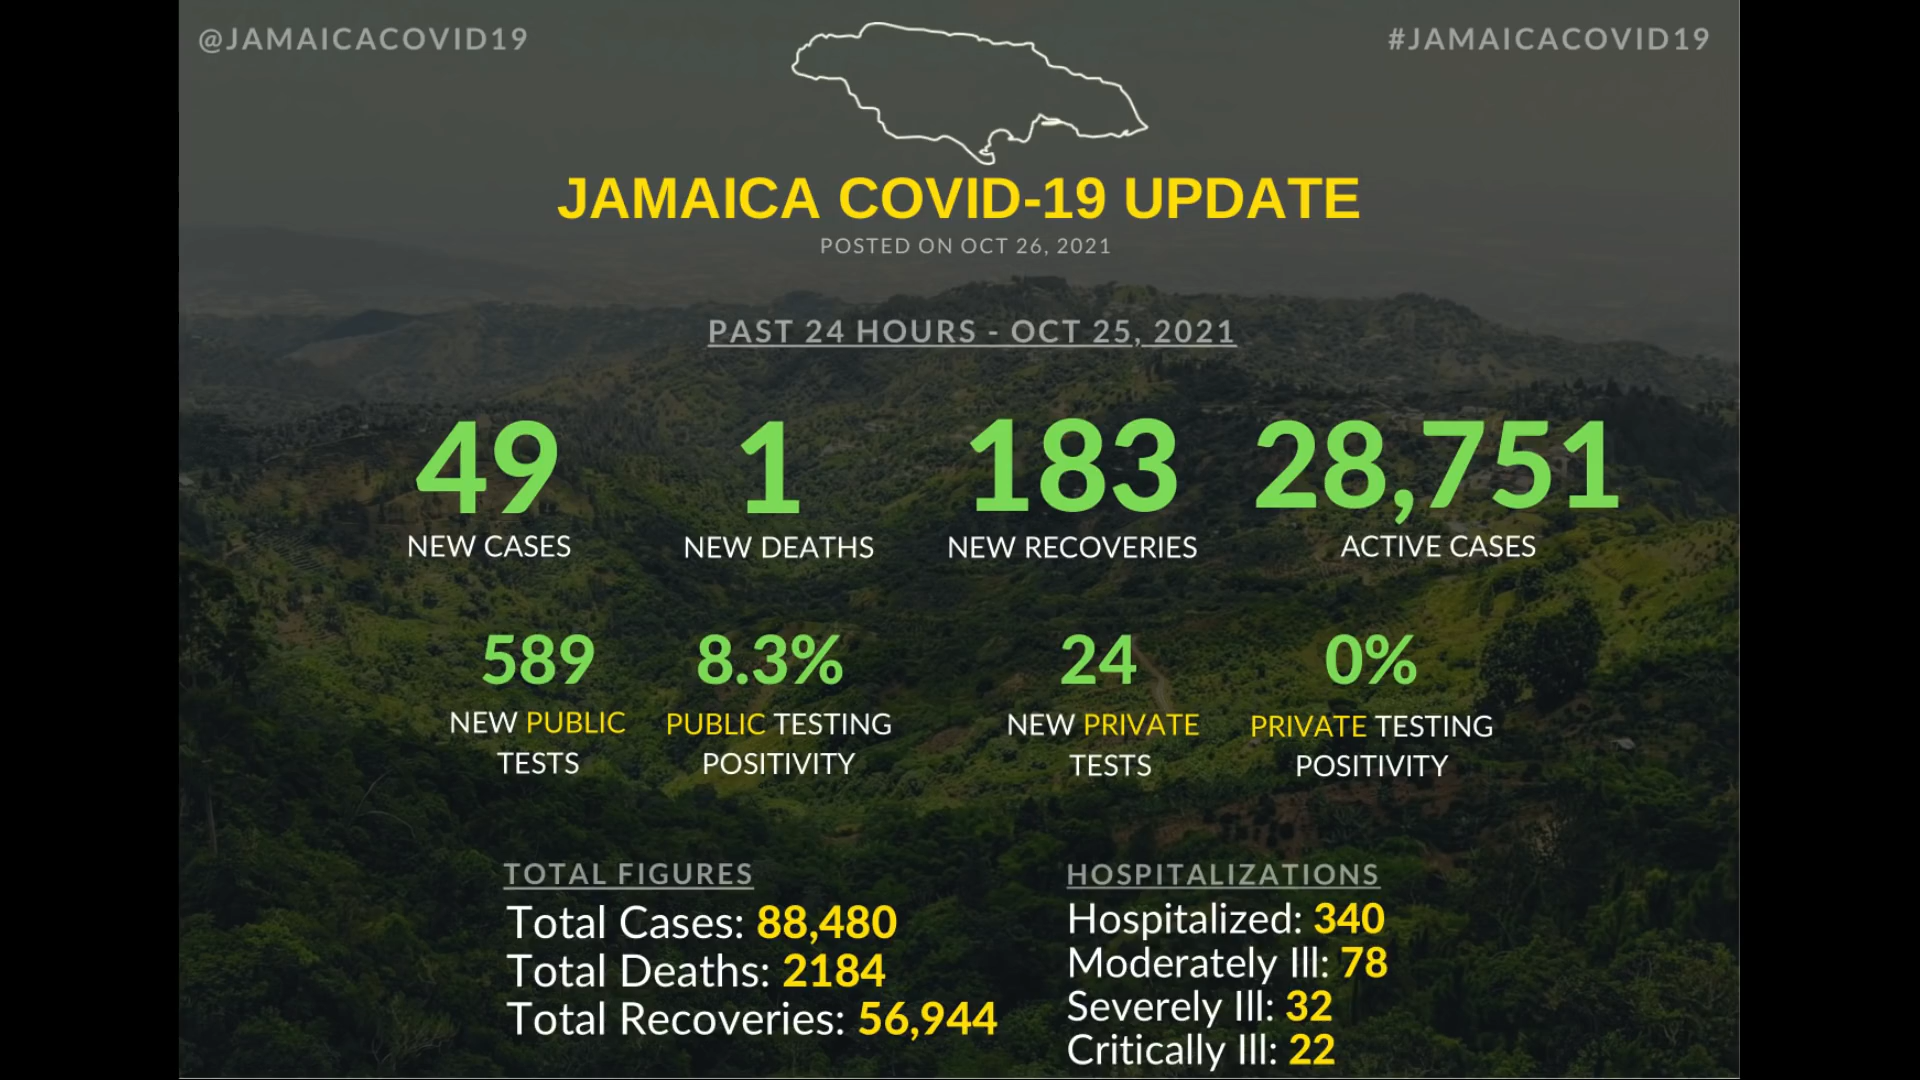 @JAMAICACOVID19
#JAMAICACOVID19
JAMAICA COVID-19 UPDATE
POSTED ON OCT 26, 2021
PAST 24 HOURS - OCT 25, 2021
49
NEW CASES
1
NEW DEATHS
183
NEW RECOVERIES
28,751
ACTIVE CASES
589
NEW PUBLIC
TESTS
8.3%
PUBLIC TESTING
POSITIVITY
24
NEW PRIVATE
TESTS
0%
PRIVATE TESTING
POSITIVITY
TOTAL FIGURES
Total Cases: 88,480
Total Deaths: 2184
Total Recoveries: 56,944
HOSPITALIZATIONS
Hospitalized: 340
Moderately Ill: 78
Severely Ill: 32
Critically Ill: 22